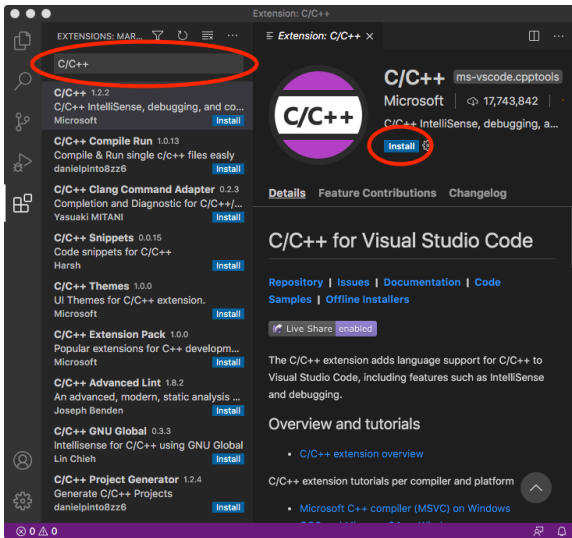 Extension: C/C++
EXTENSIONS: MAR...
C/C++
C/C++ 1.2.2
C/C++ IntelliSense, debugging, and co...
Microsoft Install
C/C++ Compile Run 1.0.13
Compile & Run single c/c++ files easly
danielpinto8zz6 Install
C/C++ Clang Command Adapter 0.2.3
Completion and Diagnostic for C/C++/...
Yasuaki MITANI Install
C/C++ Snippets 0.0.15
Code snippets for C/C++
Harsh Install
C/C++ Themes 1.0.0
UI Themes for C/C++ extension.
Microsoft Install
C/C++ Extension Pack 1.0.0
Popular extensions for C++ developm...
Microsoft Install
C/C++ Advanced Lint 1.8.2
An advanced, modern, static analysis ...
Joseph Benden Install
C/C++ GNU Global 0.3.3
Intellisense for C/C++ using GNU Global
Lin Chieh Install
C/C++ Project Generator 1.2.4
Generate C/C++ Projects
danielpinto8zz6 Install
Extension: C/C++
C/C++
C/C++ ms-vscode.cpptools
Microsoft 17,743,842
C/C++ IntelliSense, debugging, a...
Install
Details Feature Contributions Changelog
C/C++ for Visual Studio Code
Repository | Issues | Documentation | Code
Samples | Offline Installers
Live Share enabled
The C/C++ extension adds language support for C/C++ to
Visual Studio Code, including features such as IntelliSense
and debugging.
Overview and tutorials
• C/C++ extension overview
C/C++ extension tutorials per compiler and platform
• Microsoft C++ compiler (MSVC) on Windows
0 0